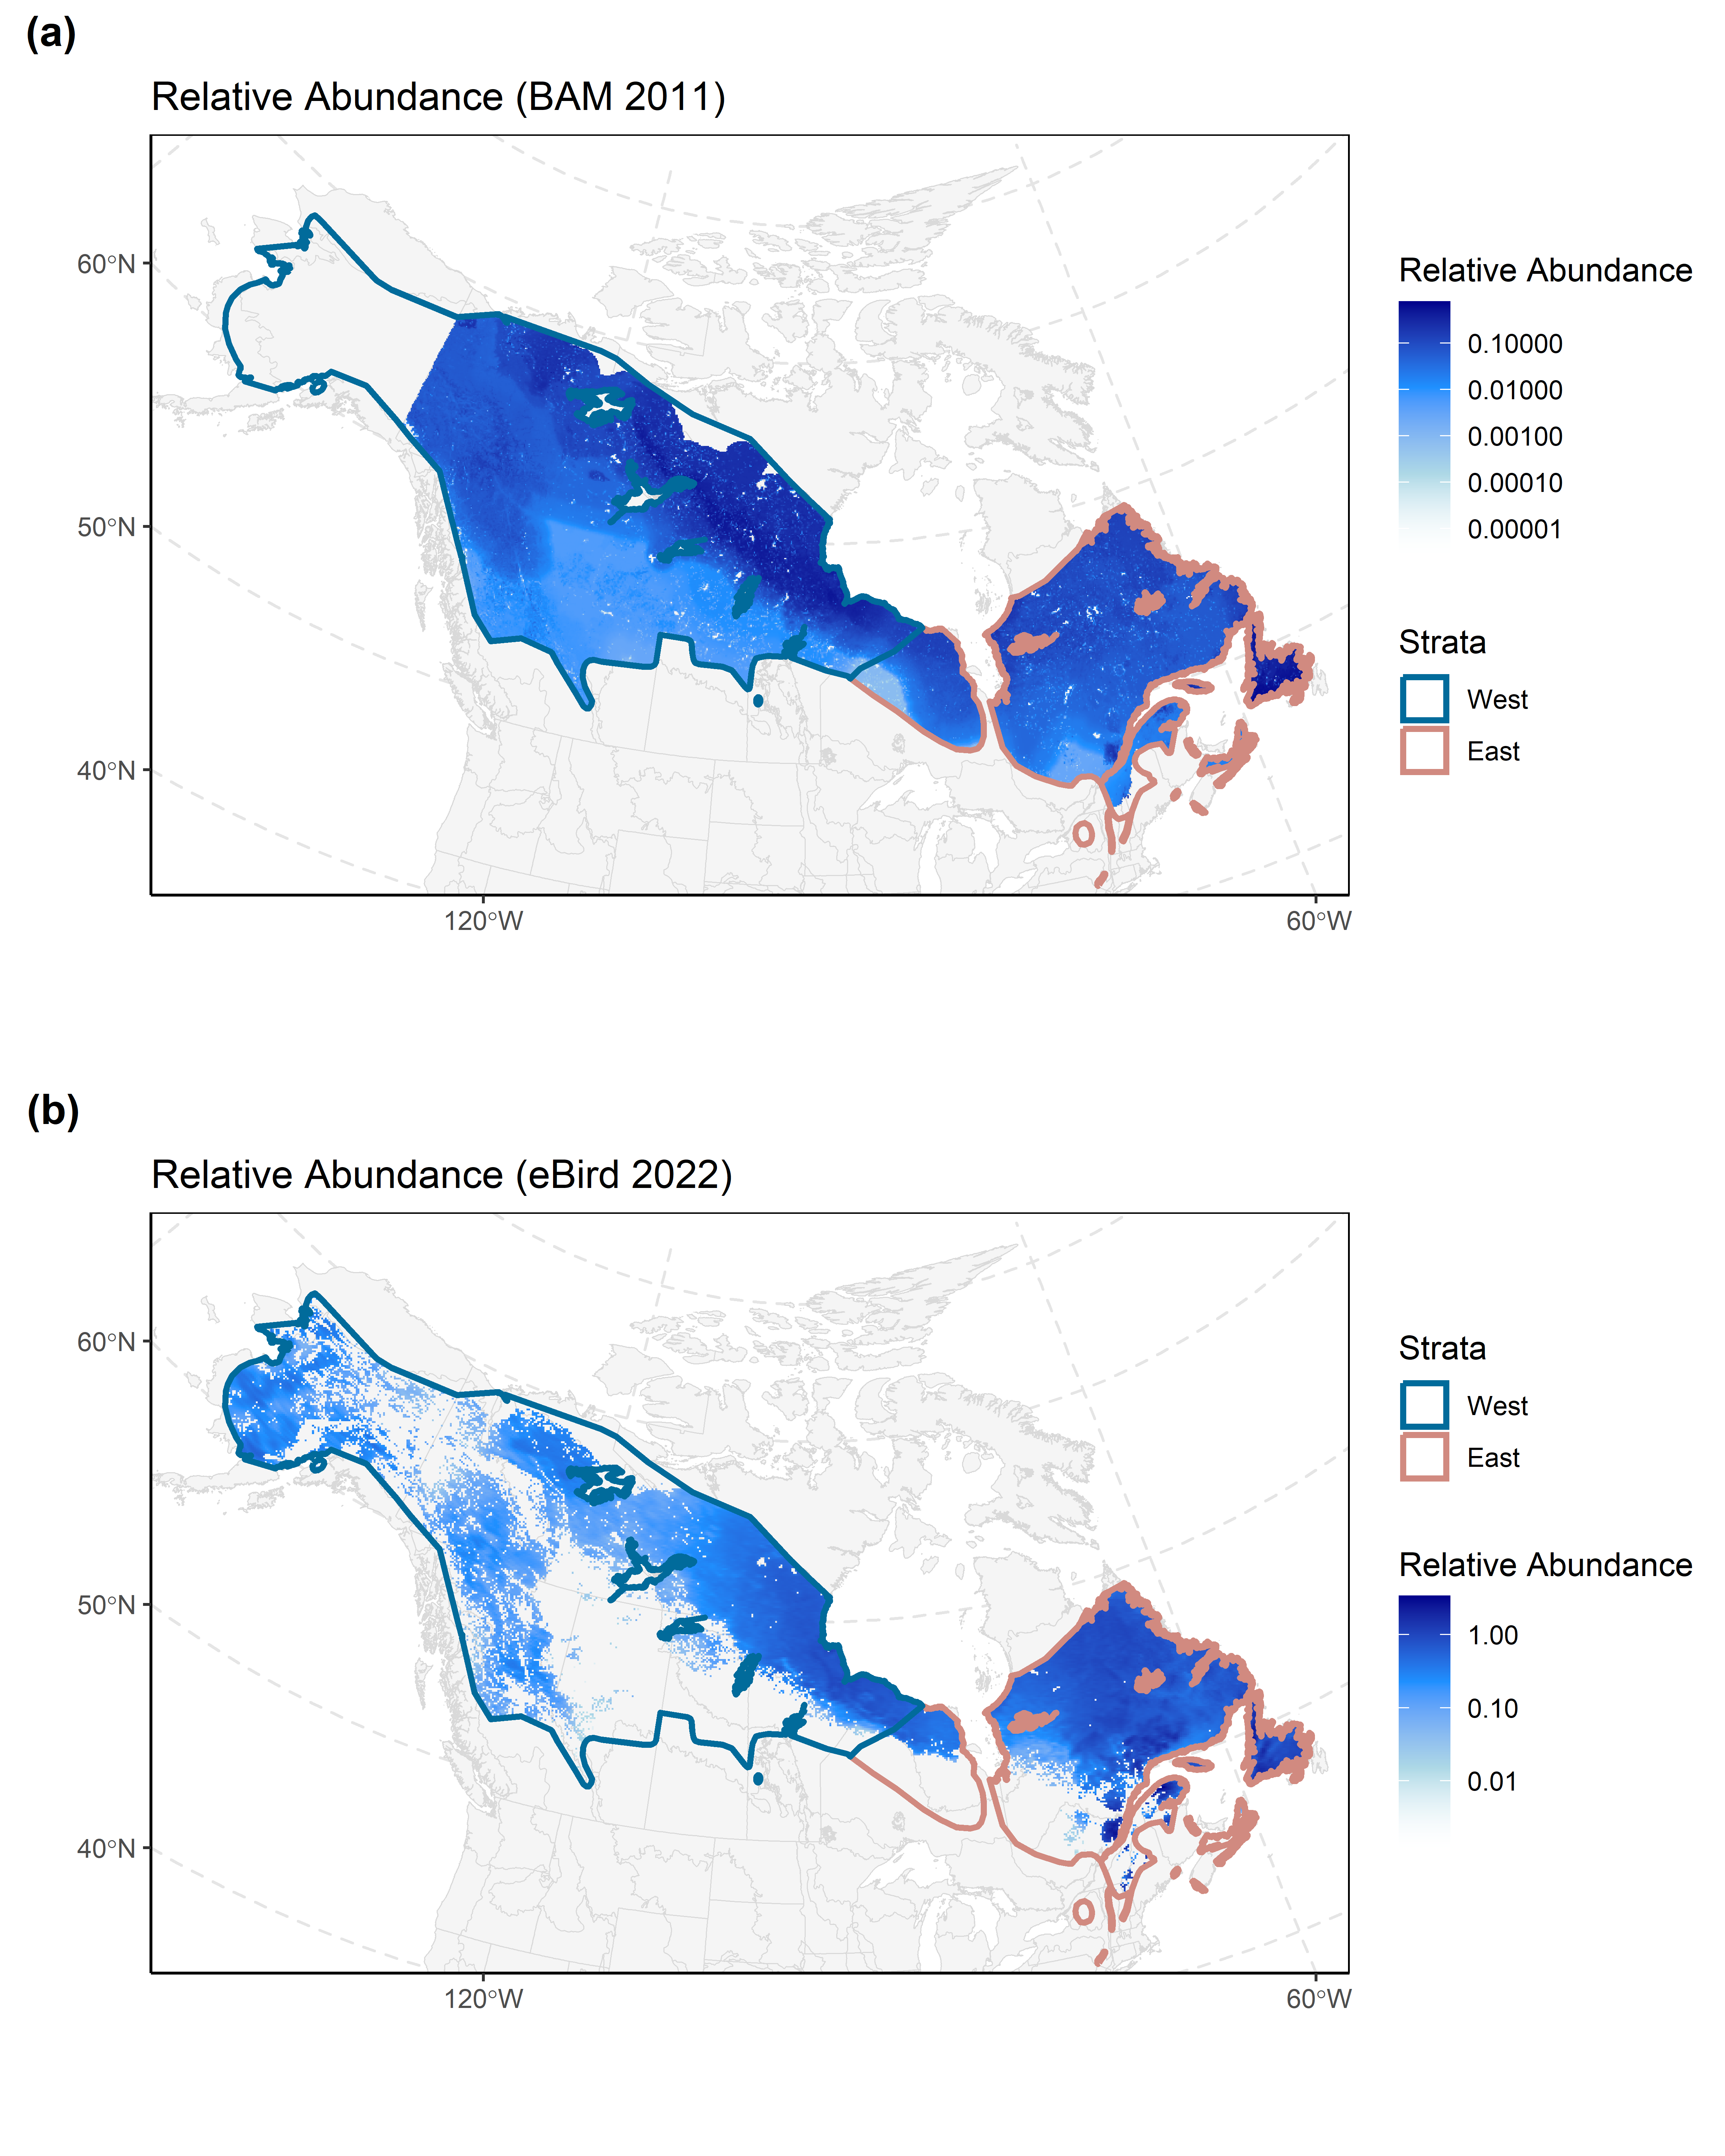 (a)
Relative Abundance (BAM 2011)
60°N
50°N
40°N
120°W
60°W
Relative Abundance
0.10000
0.01000
0.00100
0.00010
0.00001
Strata
West
East
(b)
Relative Abundance (eBird 2022)
60°N
50°N
40°N
120°W
60°W
Strata
West
East
Relative Abundance
1.00
0.10
0.01